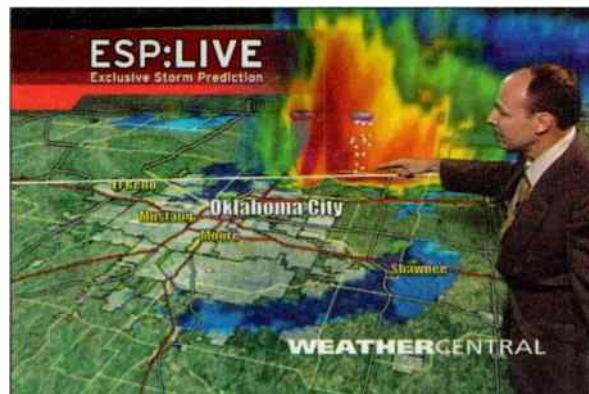 ESP:LIVE
Exclusive Storm Prediction
El Reno
Mustang
Oklahoma City
Moore
Shawnee
WEATHERCENTRAL